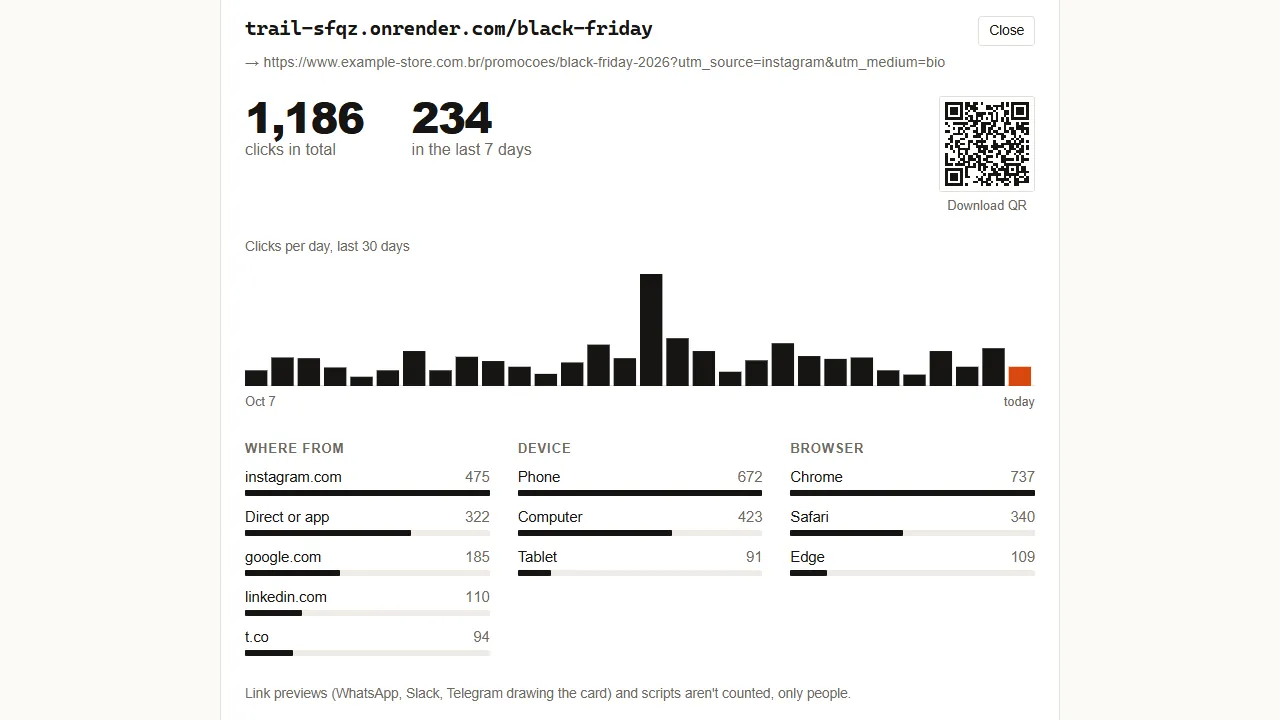 trail-sfqz.onrender.com/black-friday
Close
→ https://www.example-store.com.br/promocoes/black-friday-2026?utm_source=instagram&utm_medium=bio
1,186
clicks in total
234
in the last 7 days
Download QR
Clicks per day, last 30 days
Oct 7
today
WHERE FROM
instagram.com 475
Direct or app 322
google.com 185
linkedin.com 110
t.co 94
DEVICE
Phone 672
Computer 423
Tablet 91
BROWSER
Chrome 737
Safari 340
Edge 109
Link previews (WhatsApp, Slack, Telegram drawing the card) and scripts aren't counted, only people.